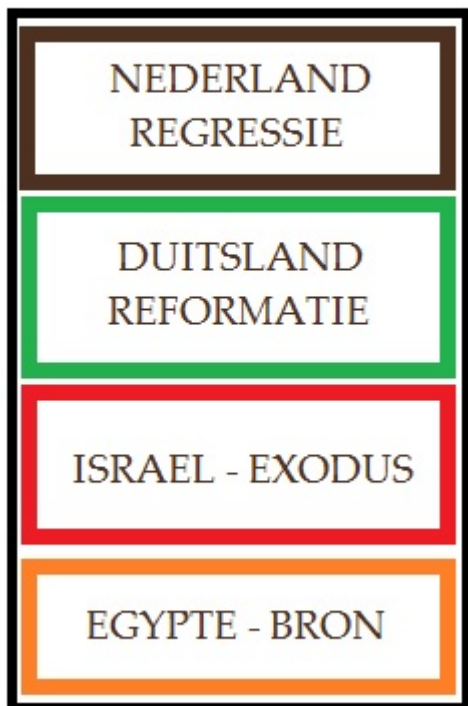 NEDERLAND
REGRESSIE
DUITSLAND
REFORMATIE
ISRAEL - EXODUS
EGYPTE - BRON